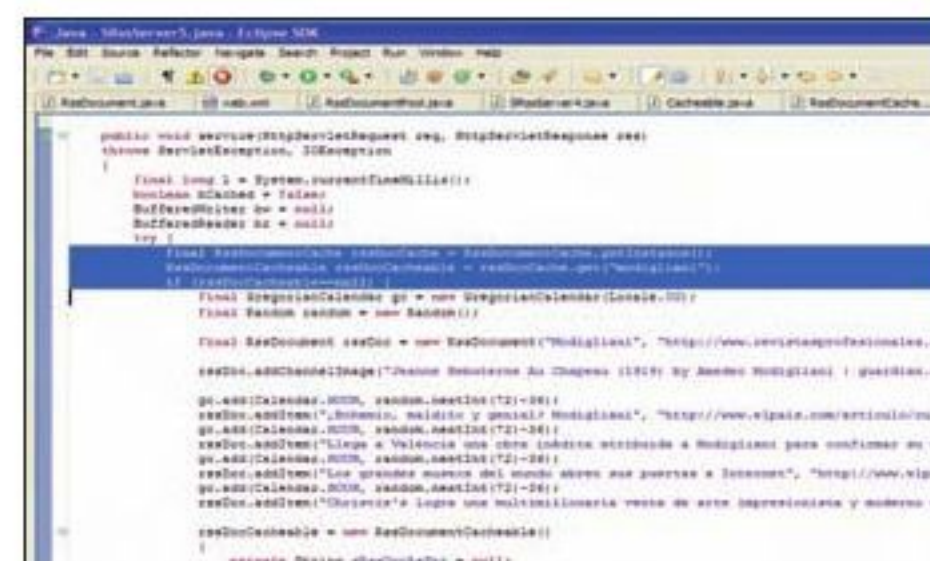 Java - SRssServer5.java - Eclipse SDK
File Edit Source Refactor Navigate Search Project Run Window Help
RssDocument.java web.xml RssDocumentPool.java SRssServer4.java Cacheable.java RssDocumentCache...
public void service(HttpServletRequest req, HttpServletResponse res)
throws ServletException, IOException
{
final long l = System.currentTimeMillis();
boolean bCached = false;
BufferedWriter bw = null;
BufferedReader br = null;
try {
final RssDocumentCache rssDocCache = RssDocumentCache.getInstance();
RssDocumentCacheable rssDocCacheable = rssDocCache.get("modigliani");
if (rssDocCacheable==null) {
final GregorianCalendar gc = new GregorianCalendar(Locale.US);
final Random random = new Random();
final RssDocument rssDoc = new RssDocument("Modigliani", "http://www.revistasprofesionales.
rssDoc.addChannelImage("Jeanne Hebuterne Au Chapeau (1919) by Amedeo Modigliani | guardian.
gc.add(Calendar.HOUR, random.nextInt(72)-36);
rssDoc.addItem("¿Bohemio, maldito y genial? Modigliani", "http://www.elpais.com/articulo/cu
gc.add(Calendar.HOUR, random.nextInt(72)-36);
rssDoc.addItem("Llega a Valencia una obra inédita atribuida a Modigliani para confirmar su
gc.add(Calendar.HOUR, random.nextInt(72)-36);
rssDoc.addItem("Los grandes museos del mundo abren sus puertas a Internet", "http://www.elp
gc.add(Calendar.HOUR, random.nextInt(72)-36);
rssDoc.addItem("Christie's logra una multimillonaria venta de arte impresionista y moderno
rssDocCacheable = new RssDocumentCacheable()
{
private String = null;